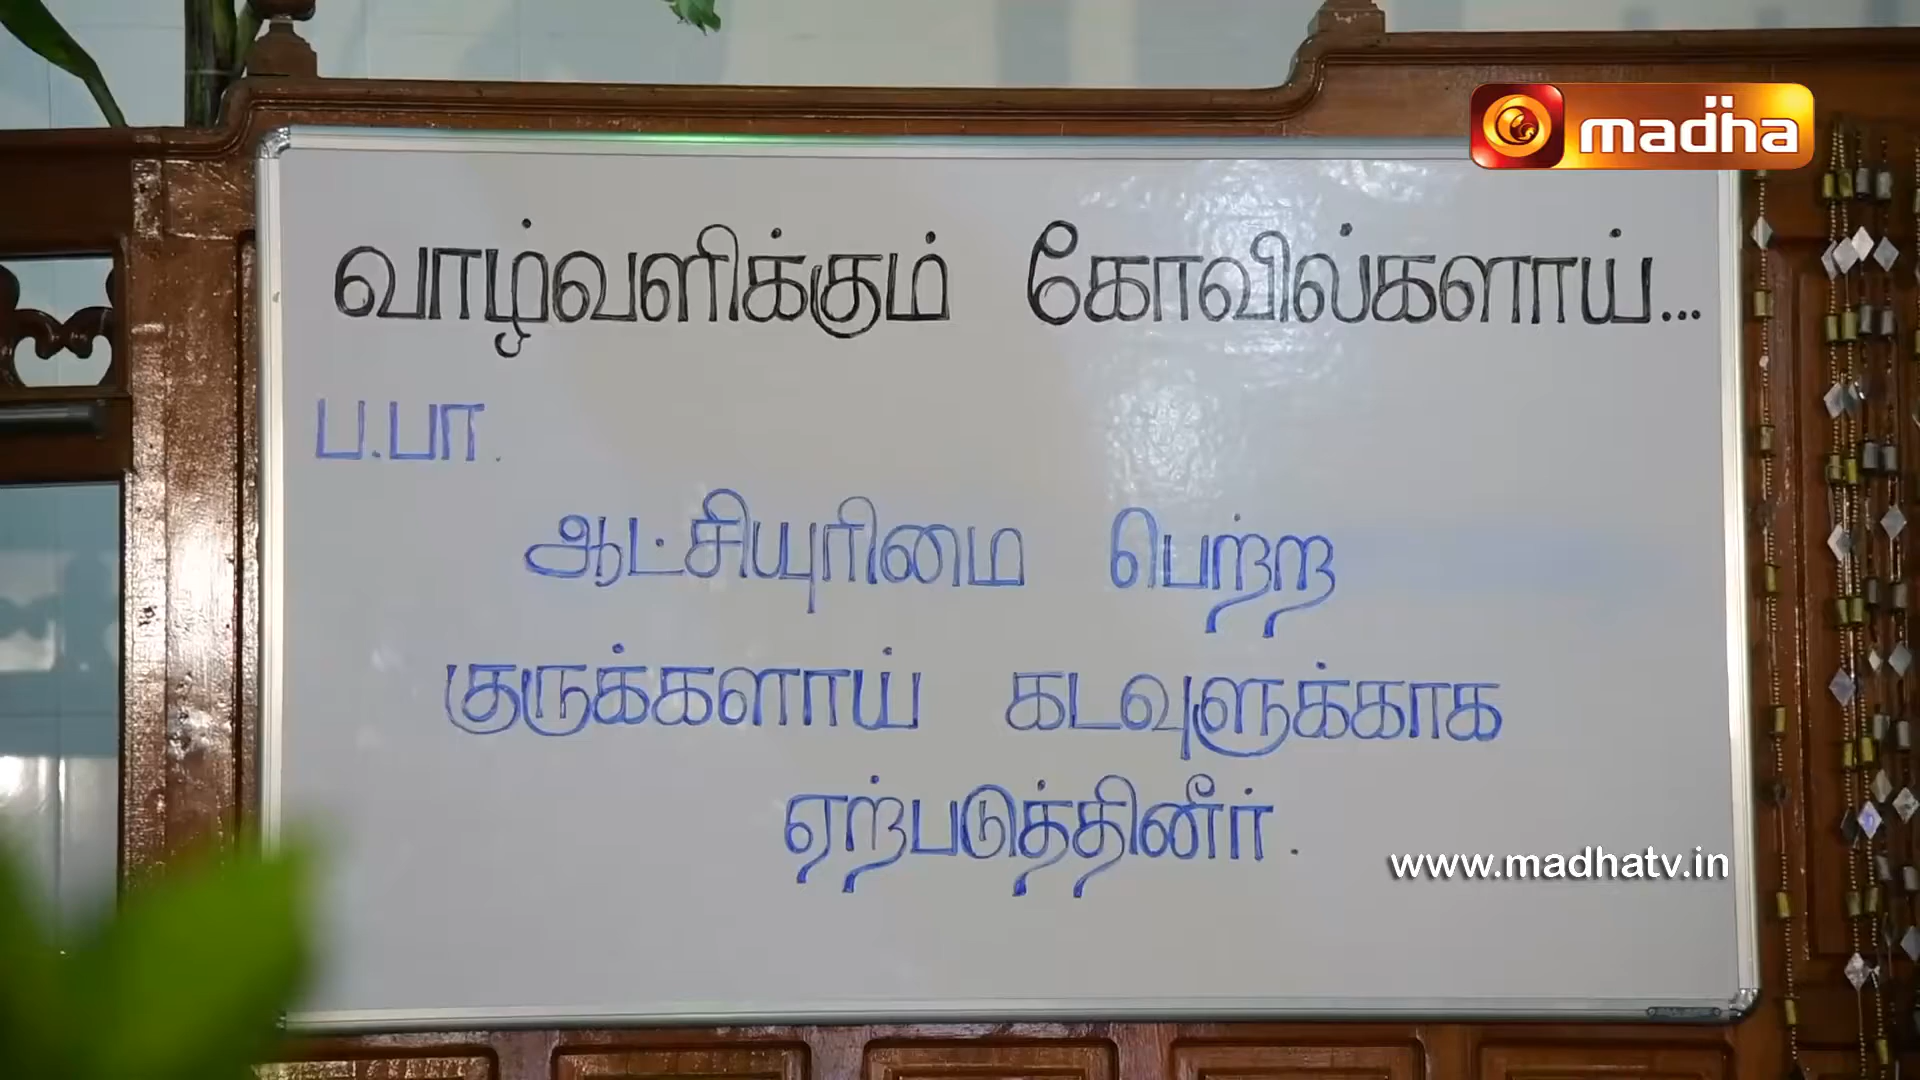 madha
வாழ்வளிக்கும் கோவில்களாய்...
ப.பா.
ஆட்சியுரிமை பெற்ற
குருக்களாய் கடவுளுக்காக
ஏற்படுத்தினீர்.
www.madhatv.in